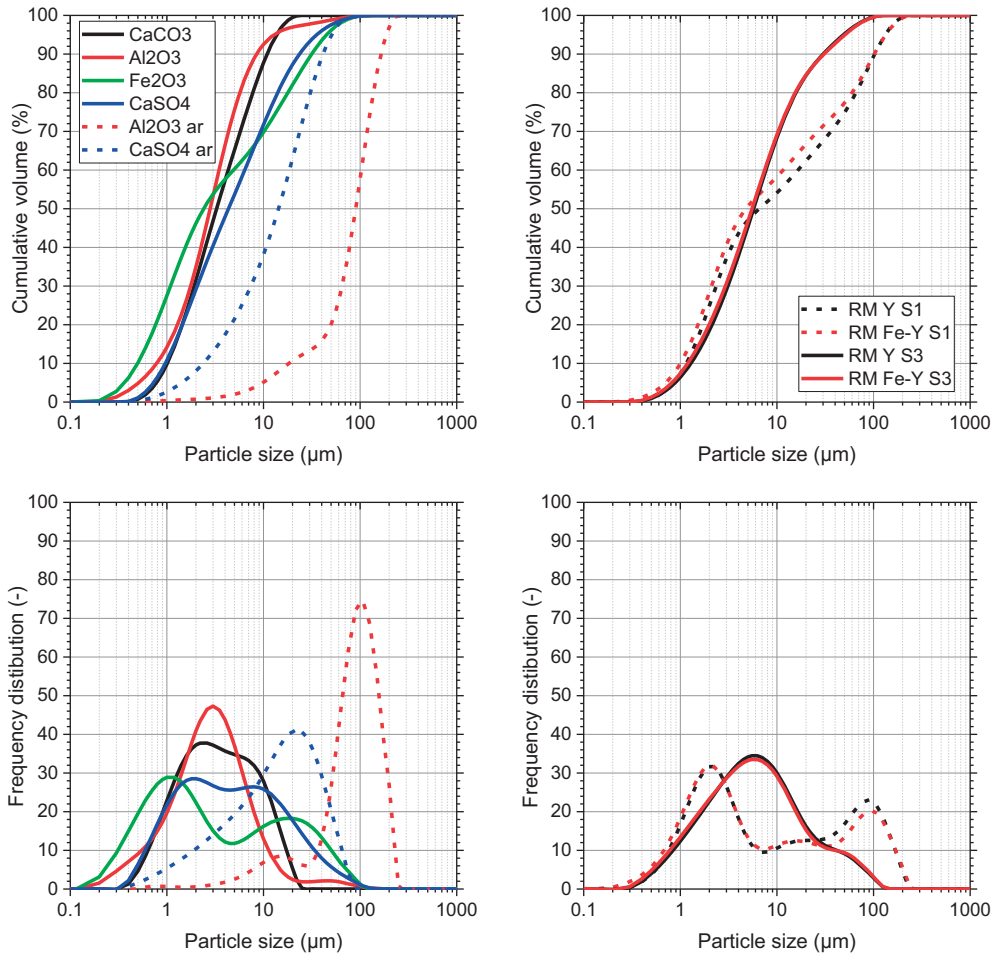 100
90
80
70
60
50
40
30
20
10
0
Cumulative volume (%)
CaCO3
Al2O3
Fe2O3
CaSO4
Al2O3 ar
CaSO4 ar
0.1 1 10 100 1000
Particle size (µm)
100
90
80
70
60
50
40
30
20
10
0
Cumulative volume (%)
RM Y S1
RM Fe-Y S1
RM Y S3
RM Fe-Y S3
0.1 1 10 100 1000
Particle size (µm)
100
90
80
70
60
50
40
30
20
10
0
Frequency distibution (-)
0.1 1 10 100 1000
Particle size (µm)
100
90
80
70
60
50
40
30
20
10
0
Frequency distibution (-)
0.1 1 10 100 1000
Particle size (µm)